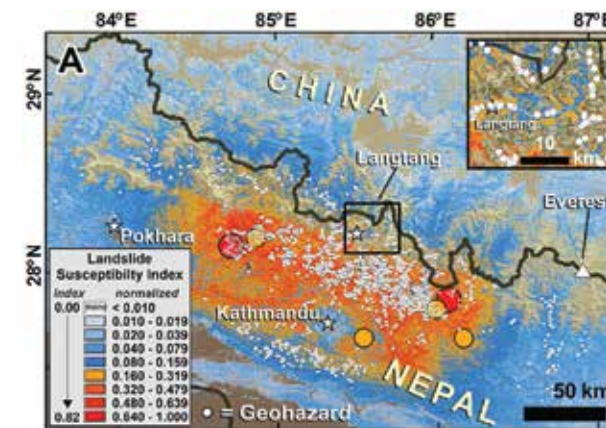 84°E 85°E 86°E 87°E
A
29°N
28°N
CHINA
Langtang
Everest
Pokhara
Kathmandu
NEPAL
Langtang
10
km
Landslide
Susceptibilty Index
index normalized
0.00 < 0.010
0.010 - 0.019
0.020 - 0.039
0.040 - 0.079
0.080 - 0.159
0.160 - 0.319
0.320 - 0.479
0.480 - 0.639
0.82 0.640 - 1.000
= Geohazard
50 km